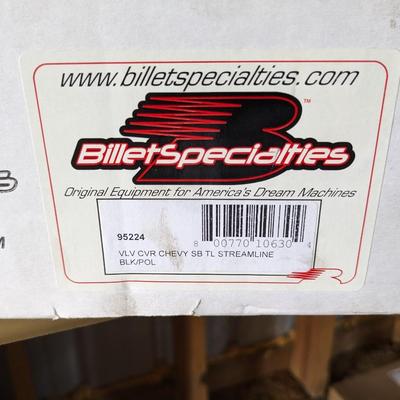 www.billetspecialties.com
TM
BilletSpecialties
Original Equipment for America's Dream Machines
95224
8 00770 10630 4
VLV CVR CHEVY SB TL STREAMLINE
BLK/POL